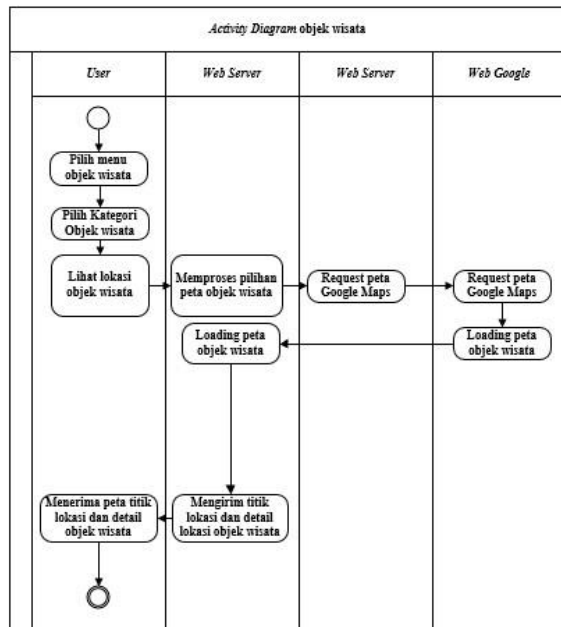 Activity Diagram objek wisata
User
Web Server
Web Server
Web Google
Pilih menu
objek wisata
Pilih Kategori
Objek wisata
Lihat lokasi
objek wisata
Memproses pilihan
peta objek wisata
Request peta
Google Maps
Request peta
Google Maps
Loading peta
objek wisata
Loading peta
objek wisata
Menerima peta titik
lokasi dan detail
objek wisata
Mengirim titik
lokasi dan detail
lokasi objek wisata